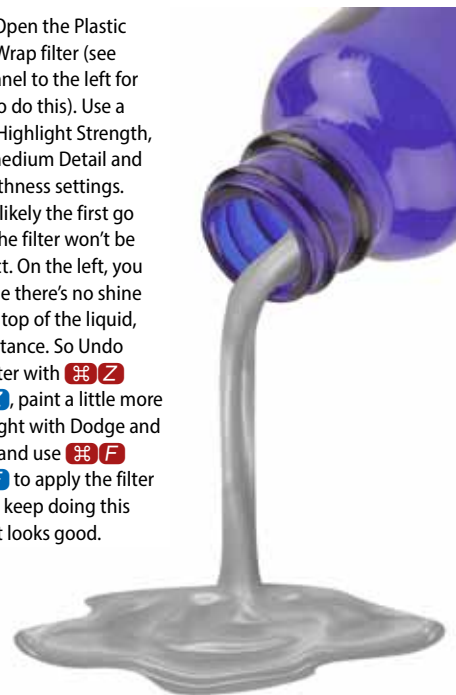 Open the Plastic
Wrap filter (see
nel to the left for
o do this). Use a
Highlight Strength,
medium Detail and
thness settings.
likely the first go
he filter won't be
ct. On the left, you
e there's no shine
top of the liquid,
tance. So Undo
ter with ⌘ Z
, paint a little more
ght with Dodge and
and use ⌘ F
to apply the filter
keep doing this
t looks good.